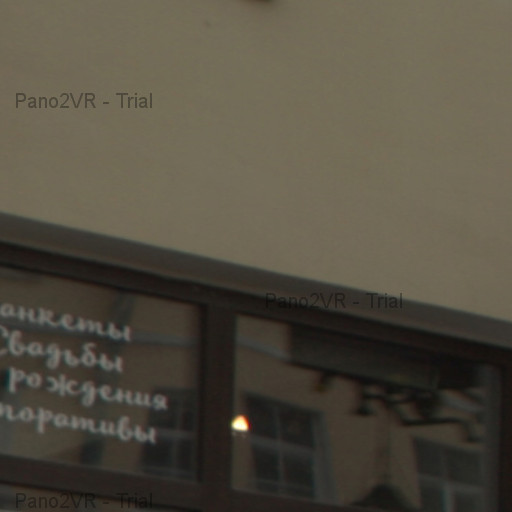 Pano2VR - Trial
Pano2VR - Trial
анкеты
Свадьбы
рождения
поративы
Pano2VR - Trial